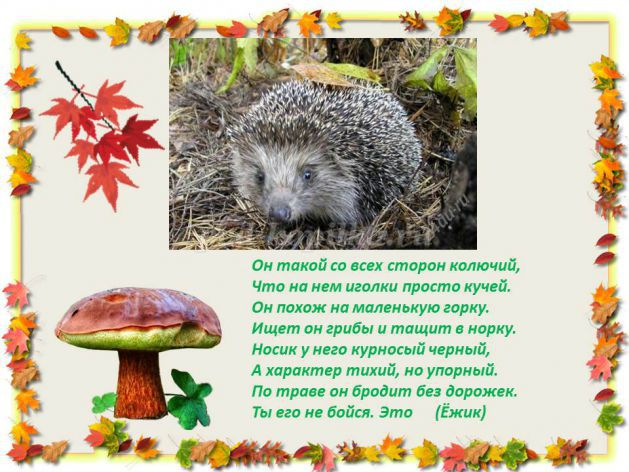 Он такой со всех сторон колючий,
Что на нем иголки просто кучей.
Он похож на маленькую горку.
Ищет он грибы и тащит в норку.
Носик у него курносый черный,
А характер тихий, но упорный.
По траве он бродит без дорожек.
Ты его не бойся. Это (Ёжик)